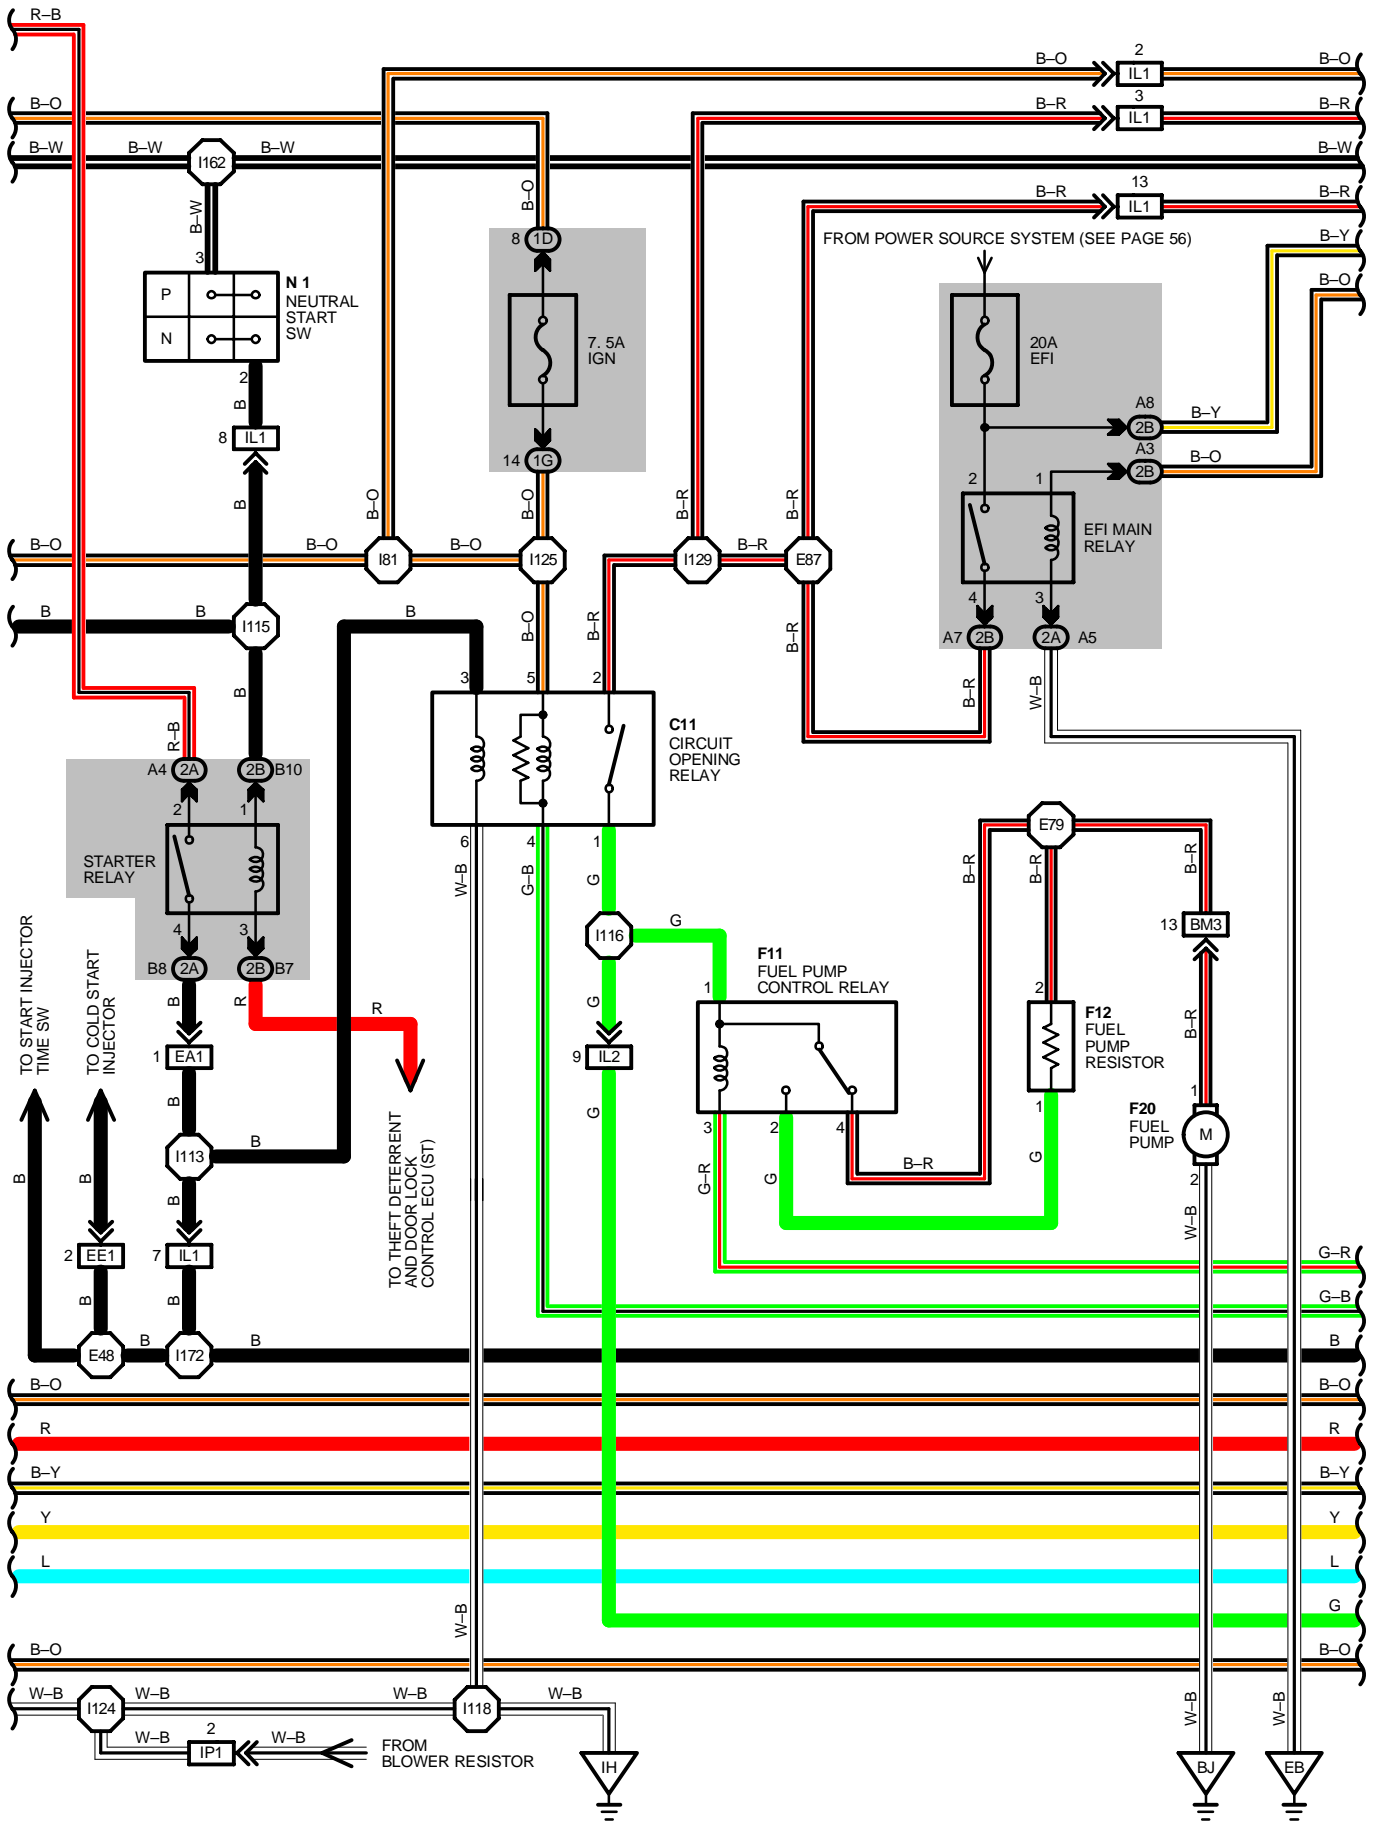 R–B
2
B–O
IL1
B–O
3
B–O
B–R
IL1
B–R
B–W
B–W
I162
B–W
B–W
B–W
B–O
13
B–R
IL1
B–R
3
8
1D
FROM POWER SOURCE SYSTEM (SEE PAGE 56)
B–Y
P
N
N 1
NEUTRAL
START
SW
B–O
7. 5A
IGN
20A
EFI
2
B
A8
2B
B–Y
8
IL1
14
1G
A3
2B
B–O
B
B–O
B–O
B–R
B–R
2
1
EFI MAIN
RELAY
B–O
B–O
I81
B–O
I125
I129
B–R
E87
4
3
B
B
I115
B
B–O
B–R
B–R
A7
2B
2A
A5
B
3
5
2
B–R
W–B
R–B
C11
CIRCUIT
OPENING
RELAY
A4
2A
2B
B10
2
1
STARTER
RELAY
6
4
1
E79
W–B
G–B
G
B–R
B–R
B–R
4
3
I116
G
13
BM3
B8
2A
2B
B7
F11
FUEL PUMP
CONTROL RELAY
TO START INJECTOR
TIME SW
TO COLD START
INJECTOR
B
R
R
G
1
2
F12
FUEL
PUMP
RESISTOR
B–R
1
EA1
9
IL2
B
G
1
1
F20
FUEL
PUMP
M
I113
B
TO THEFT DETERRENT
AND DOOR LOCK
CONTROL ECU (ST)
3
2
4
B–R
G–R
G
G
2
B
B
B
W–B
2
EE1
7
IL1
G–R
B
B
G–B
E48
B
I172
B
B
B–O
B–O
R
R
B–Y
B–Y
Y
Y
L
L
W–B
G
B–O
B–O
W–B
I124
W–B
W–B
I118
W–B
W–B
W–B
W–B
2
IP1
W–B
FROM
BLOWER RESISTOR
IH
BJ
EB